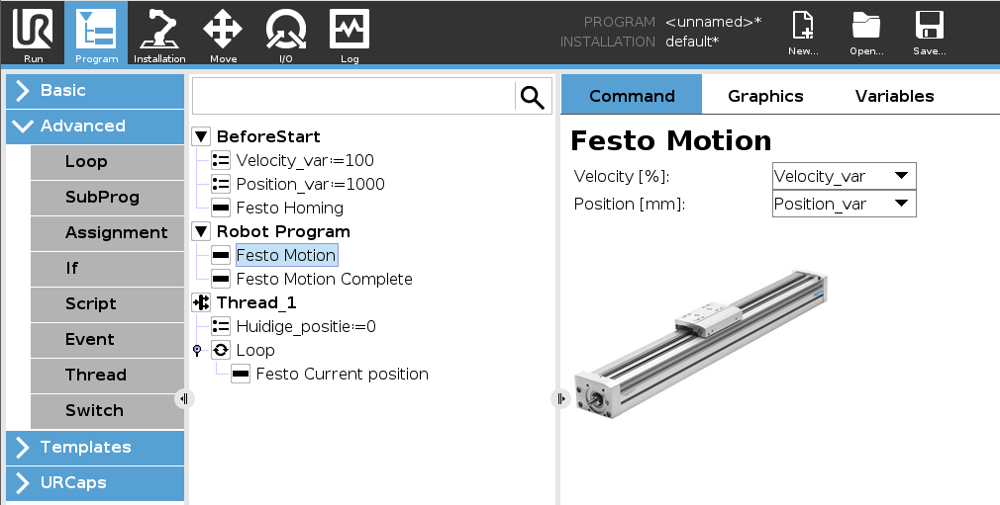 UR
Run
Program
Installation
Move
I/O
Log
PROGRAM <unnamed>*
INSTALLATION default*
New...
Open...
Save...
Basic
Advanced
Loop
SubProg
Assignment
If
Script
Event
Thread
Switch
Templates
URCaps
BeforeStart
Velocity_var:=100
Position_var:=1000
Festo Homing
Robot Program
Festo Motion
Festo Motion Complete
Thread_1
Huidige_positie:=0
Loop
Festo Current position
Command Graphics Variables
Festo Motion
Velocity [%]: Velocity_var
Position [mm]: Position_var